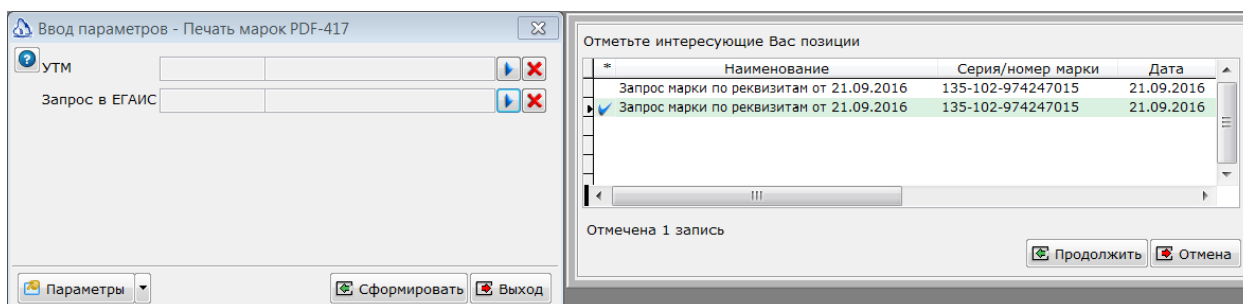 Ввод параметров - Печать марок PDF-417
УТМ
Запрос в ЕГАИС
Параметры
Сформировать
Выход
Отметьте интересующие Вас позиции
* Наименование Серия/номер марки Дата
Запрос марки по реквизитам от 21.09.2016 135-102-974247015 21.09.2016
Запрос марки по реквизитам от 21.09.2016 135-102-974247015 21.09.2016
Отмечена 1 запись
Продолжить
Отмена